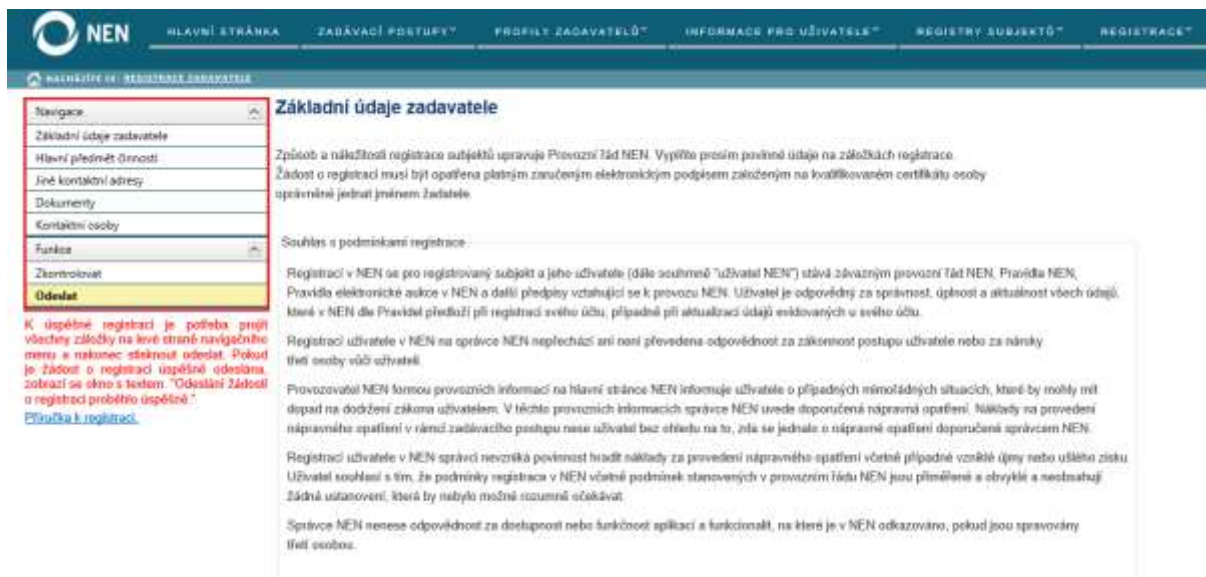 NEN
HLAVNÍ STRÁNKA
ZADÁVACÍ POSTUPY
PROFILY ZADAVATELŮ
INFORMACE PRO UŽIVATELE
REGISTRY SUBJEKTŮ
REGISTRACE
NACHÁZÍTE SE: REGISTRACE ZADAVATELE
Navigace
Základní údaje zadavatele
Hlavní předmět činnosti
Jiné kontaktní adresy
Dokumenty
Kontaktní osoby
Funkce
Zkontrolovat
Odeslat
K úspěšné registraci je potřeba projít
všechny záložky na levé straně navigačního
menu a nakonec stisknout odeslat. Pokud
je žádost o registraci úspěšně odeslána,
zobrazí se okno s textem: "Odeslání žádosti
o registraci proběhlo úspěšně."
Příručka k registraci.
Základní údaje zadavatele
Způsob a náležitosti registrace subjektů upravuje Provozní řád NEN. Vyplňte prosím povinné údaje na záložkách registrace.
Žádost o registraci musí být opatřena platným zaručeným elektronickým podpisem založeným na kvalifikovaném certifikátu osoby
oprávněné jednat jménem žadatele.
Souhlas s podmínkami registrace
Registrací v NEN se pro registrovaný subjekt a jeho uživatele (dále souhrnně "uživatel NEN") stává závazným provozní řád NEN, Pravidla NEN,
Pravidla elektronické aukce v NEN a další předpisy vztahující se k provozu NEN. Uživatel je odpovědný za správnost, úplnost a aktuálnost všech údajů,
které v NEN dle Pravidel předloží při registraci svého účtu, případně při aktualizaci údajů evidovaných u svého účtu.
Registrací uživatele v NEN na správce NEN nepřechází ani není převedena odpovědnost za zákonnost postupu uživatele nebo za nároky
třetí osoby vůči uživateli.
Provozovatel NEN formou provozních informací na hlavní stránce NEN informuje uživatele o případných mimořádných situacích, které by mohly mít
dopad na dodržení zákona uživatelem. V těchto provozních informacích správce NEN uvede doporučená nápravná opatření. Náklady na provedení
nápravného opatření v rámci zadávacího postupu nese uživatel bez ohledu na to, zda se jednalo o nápravné opatření doporučené správcem NEN.
Registrací uživatele v NEN správci nevzniká povinnost hradit náklady za provedení nápravného opatření včetně případné vzniklé újmy nebo ušlého zisku.
Uživatel souhlasí s tím, že podmínky registrace v NEN včetně podmínek stanovených v provozním řádu NEN jsou přiměřené a obvyklé a neobsahují
žádná ustanovení, která by nebylo možné rozumně očekávat.
Správce NEN nenese odpovědnost za dostupnost nebo funkčnost aplikací a funkcionalit, na které je v NEN odkazováno, pokud jsou spravovány
třetí osobou.